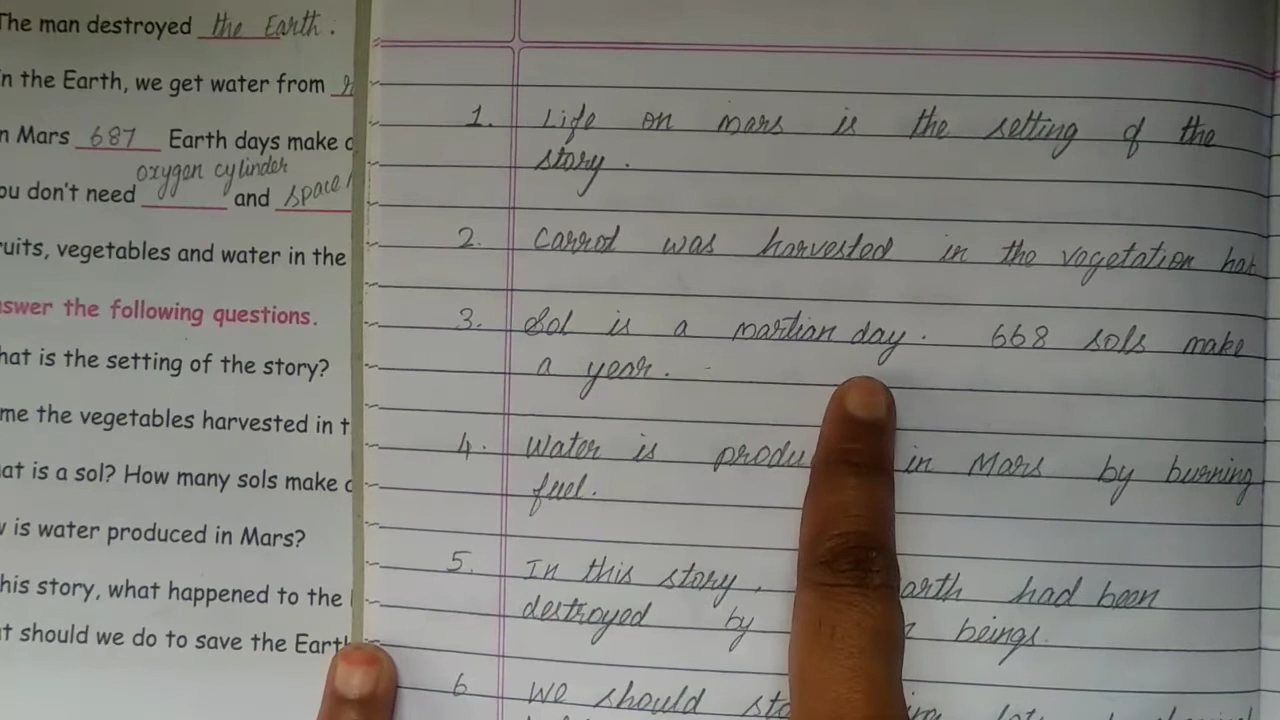 The man destroyed the Earth.
n the Earth, we get water from
n Mars 687 Earth days make
oxygen cylinder
ou don't need and space
ruits, vegetables and water in the
nswer the following questions.
hat is the setting of the story?
me the vegetables harvested in t
at is a sol? How many sols make
w is water produced in Mars?
his story, what happened to the
t should we do to save the Earth
1. Life on mars is the setting of the
story.
2. Carrot was harvested in the vegetation hab
3. Sol is a martian day. 668 sols make
a year.
4. Water is produ in Mars by burning
fuel.
5. In this story, arth had been
destroyed by beings.
6 We should